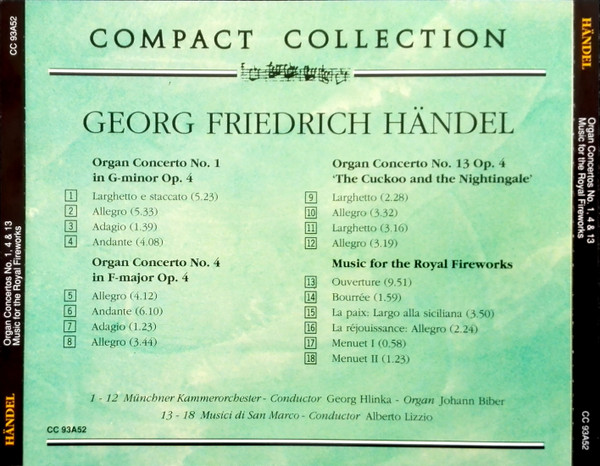 COMPACT COLLECTION
GEORG FRIEDRICH HÄNDEL
Organ Concerto No. 1
in G-minor Op. 4
1 Larghetto e staccato (5.23)
2 Allegro (5.33)
3 Adagio (1.39)
4 Andante (4.08)
Organ Concerto No. 4
in F-major Op. 4
5 Allegro (4.12)
6 Andante (6.10)
7 Adagio (1.23)
8 Allegro (3.44)
Organ Concerto No. 13 Op. 4
'The Cuckoo and the Nightingale'
9 Larghetto (2.28)
10 Allegro (3.32)
11 Larghetto (3.16)
12 Allegro (3.19)
Music for the Royal Fireworks
13 Ouverture (9.51)
14 Bourrée (1.59)
15 La paix: Largo alla siciliana (3.50)
16 La réjouissance: Allegro (2.24)
17 Menuet I (0.58)
18 Menuet II (1.23)
1 - 12 Münchner Kammerorchester - Conductor Georg Hlinka - Organ Johann Biber
13 - 18 Musici di San Marco - Conductor Alberto Lizzio
CC 93A52
HÄNDEL
Organ Concertos No. 1, 4 & 13
Music for the Royal Fireworks
CC 93A52
HÄNDEL
Organ Concertos No. 1, 4 & 13
Music for the Royal Fireworks
CC 93A52